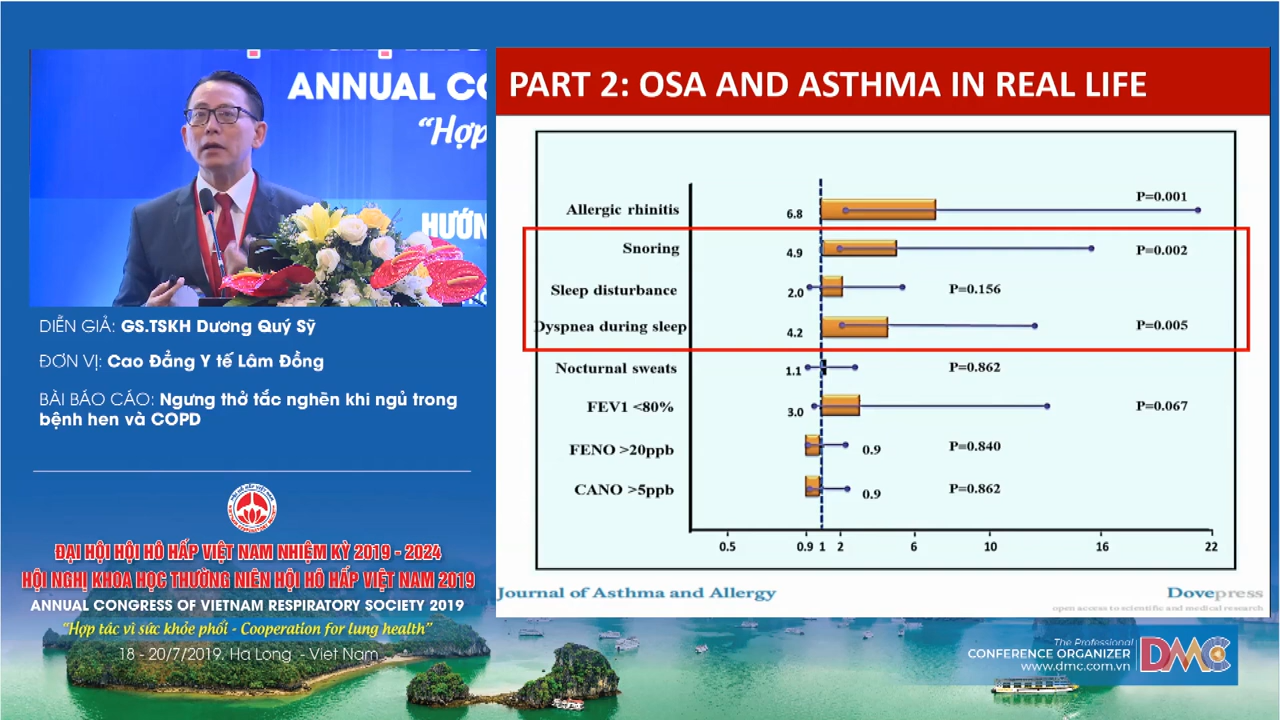 ANNUAL CO
“Hợp
HƯỚN
DIỄN GIẢ: GS.TSKH Dương Quý Sỹ
ĐƠN VỊ: Cao Đẳng Y tế Lâm Đồng
BÀI BÁO CÁO: Ngưng thở tắc nghẽn khi ngủ trong
bệnh hen và COPD
ĐẠI HỘI HỘI HÔ HẤP VIỆT NAM NHIỆM KỲ 2019 - 2024
HỘI NGHỊ KHOA HỌC THƯỜNG NIÊN HỘI HÔ HẤP VIỆT NAM 2019
ANNUAL CONGRESS OF VIETNAM RESPIRATORY SOCIETY 2019
“Hợp tác vì sức khỏe phổi - Cooperation for lung health”
18 - 20/7/2019. Ha Long - Viet Nam
PART 2: OSA AND ASTHMA IN REAL LIFE
Allergic rhinitis 6.8 P=0.001
Snoring 4.9 P=0.002
Sleep disturbance 2.0 P=0.156
Dyspnea during sleep 4.2 P=0.005
Nocturnal sweats 1.1 P=0.862
FEV1 <80% 3.0 P=0.067
FENO >20ppb 0.9 P=0.840
CANO >5ppb 0.9 P=0.862
0.5 0.9 1 2 6 10 16 22
Journal of Asthma and Allergy Dovepress
open access to scientific and medical research
The Professional
CONFERENCE ORGANIZER
www.dmc.com.vn
DMC